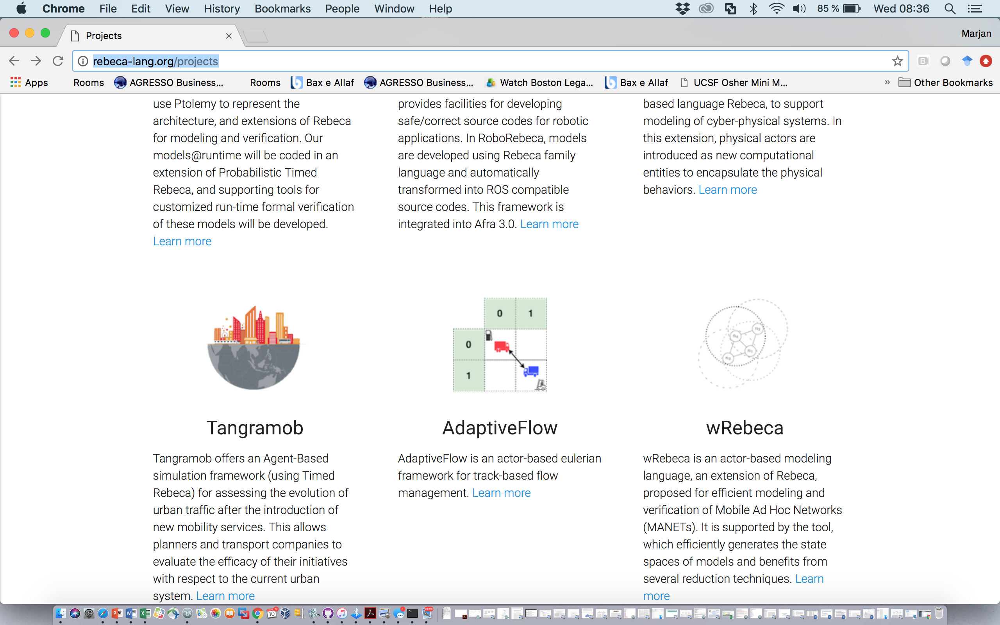 Chrome File Edit View History Bookmarks People Window Help 85 % Wed 08:36
Projects
Marjan
rebeca-lang.org/projects
Apps Rooms AGRESSO Business... Rooms Bax e Allaf AGRESSO Business... Watch Boston Lega... Bax e Allaf UCSF Osher Mini M... » Other Bookmarks
use Ptolemy to represent the
architecture, and extensions of Rebeca
for modeling and verification. Our
models@runtime will be coded in an
extension of Probabilistic Timed
Rebeca, and supporting tools for
customized run-time formal verification
of these models will be developed.
Learn more
provides facilities for developing
safe/correct source codes for robotic
applications. In RoboRebeca, models
are developed using Rebeca family
language and automatically
transformed into ROS compatible
source codes. This framework is
integrated into Afra 3.0. Learn more
based language Rebeca, to support
modeling of cyber-physical systems. In
this extension, physical actors are
introduced as new computational
entities to encapsulate the physical
behaviors. Learn more
0 1
0
1
Tangramob
Tangramob offers an Agent-Based
simulation framework (using Timed
Rebeca) for assessing the evolution of
urban traffic after the introduction of
new mobility services. This allows
planners and transport companies to
evaluate the efficacy of their initiatives
with respect to the current urban
system. Learn more
AdaptiveFlow
AdaptiveFlow is an actor-based eulerian
framework for track-based flow
management. Learn more
wRebeca
wRebeca is an actor-based modeling
language, an extension of Rebeca,
proposed for efficient modeling and
verification of Mobile Ad Hoc Networks
(MANETs). It is supported by the tool,
which efficiently generates the state
spaces of models and benefits from
several reduction techniques. Learn
more